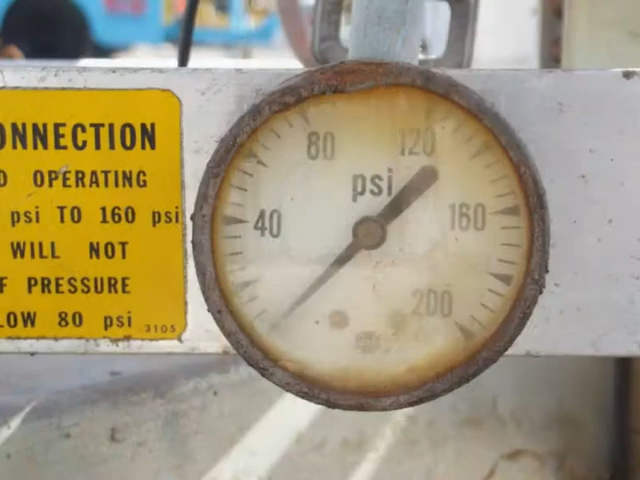 ONNECTION
D OPERATING
psi TO 160 psi
WILL NOT
F PRESSURE
LOW 80 psi
3105
80
120
psi
40
160
200